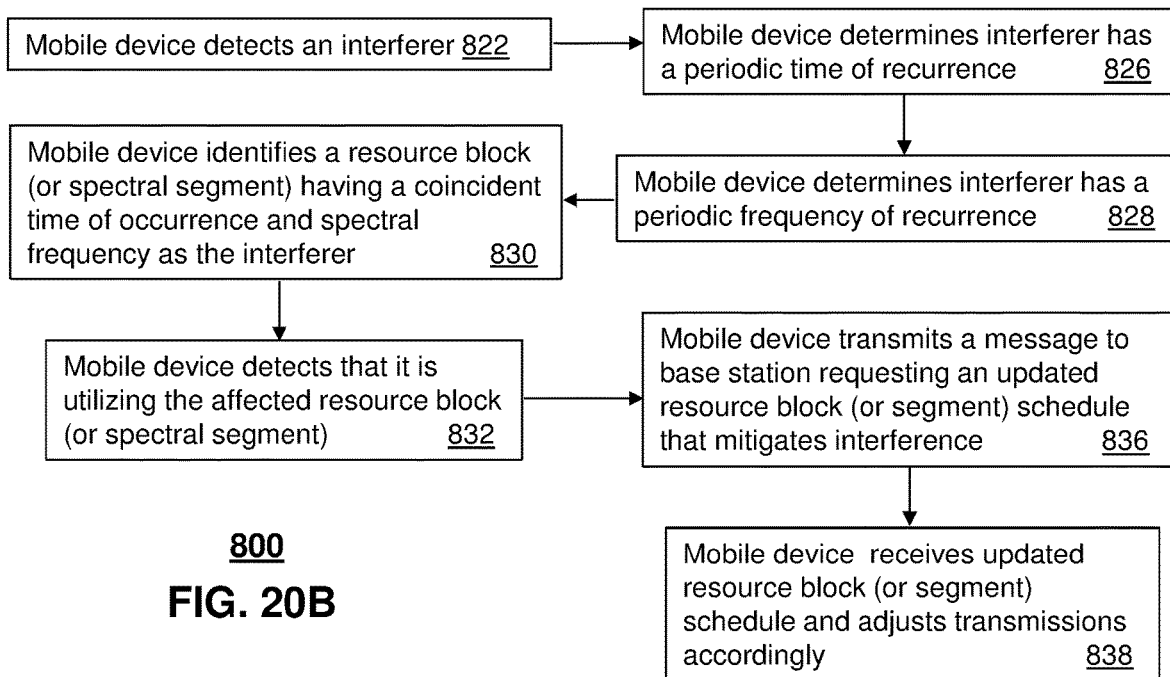 Mobile device detects an interferer 822
Mobile device determines interferer has
a periodic time of recurrence 826
Mobile device determines interferer has a
periodic frequency of recurrence 828
Mobile device identifies a resource block
(or spectral segment) having a coincident
time of occurrence and spectral
frequency as the interferer 830
Mobile device detects that it is
utilizing the affected resource block
(or spectral segment) 832
Mobile device transmits a message to
base station requesting an updated
resource block (or segment) schedule
that mitigates interference 836
Mobile device receives updated
resource block (or segment)
schedule and adjusts transmissions
accordingly 838
800
FIG. 20B